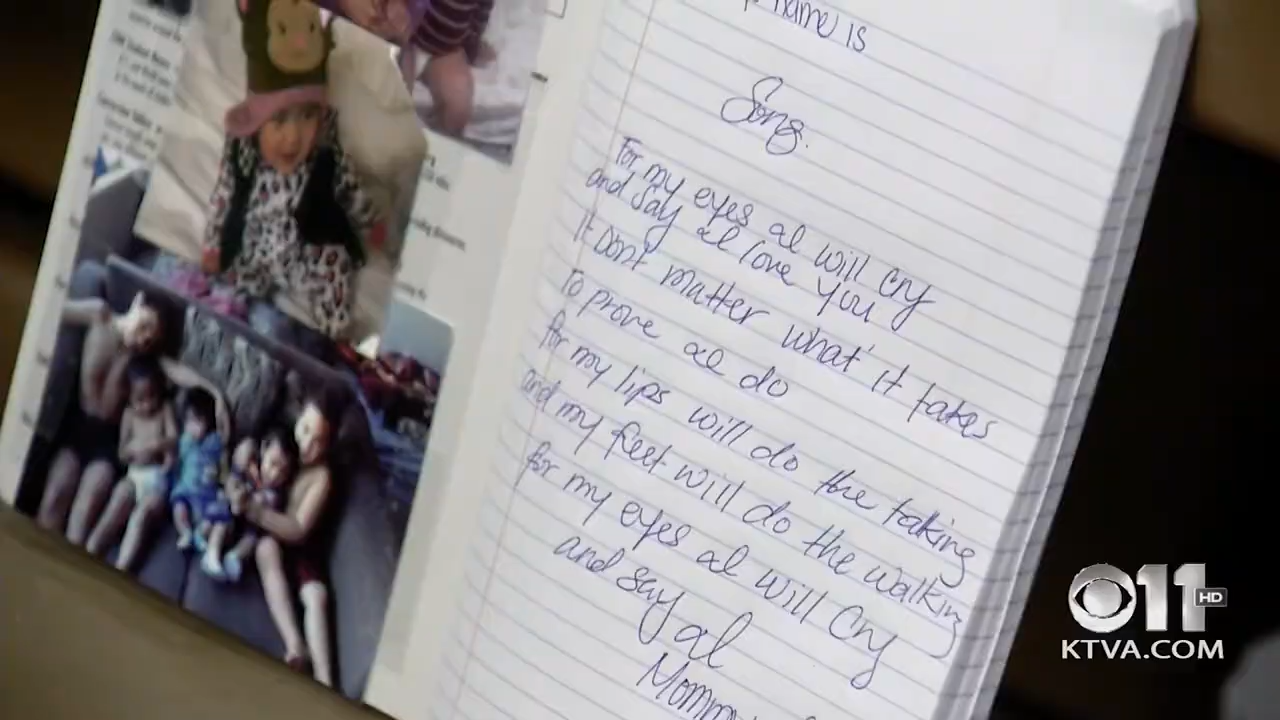 name is
Song.
For my eyes al will cry
and say al love you
It Dont matter what it takes
To prove al do
for my lips will do the talking
and my feet will do the walking
for my eyes al will cry
and say al
Mommy
11 HD
KTVA.COM